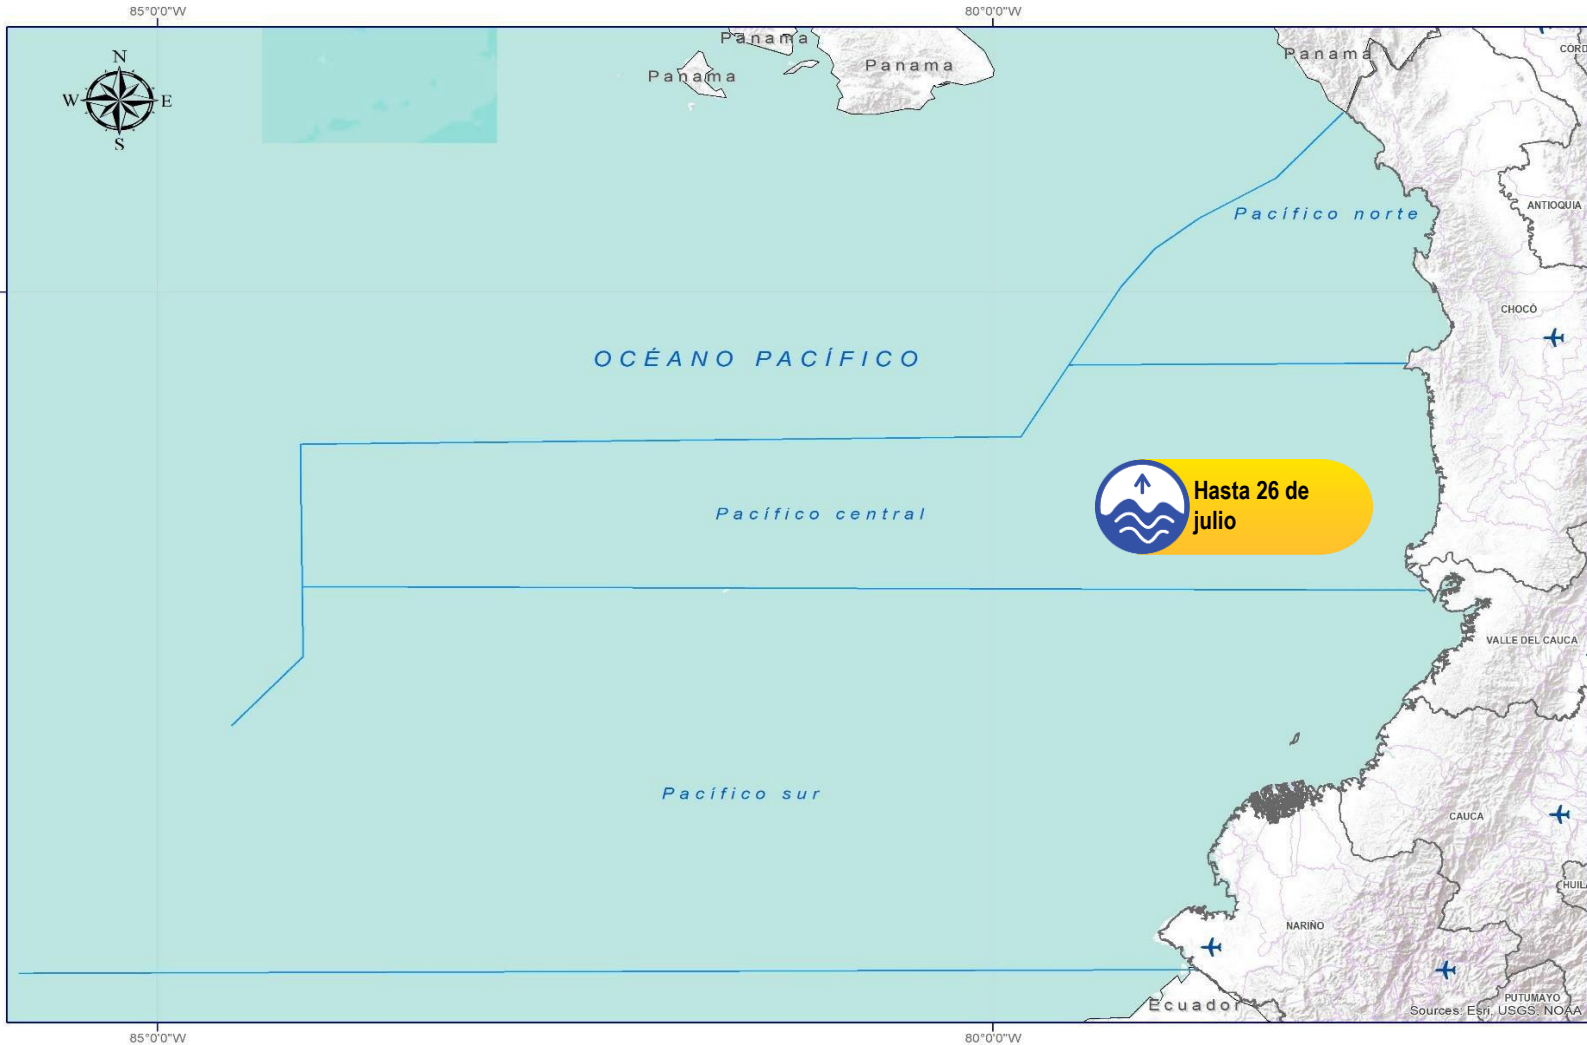 85°0'0"W
80°0'0"W
N
W
E
S
Panama
Panama
Panama
Panama
ANTIOQUIA
Pacífico norte
CHOCÓ
OCÉANO PACÍFICO
Hasta 26 de
julio
Pacífico central
VALLE DEL CAUCA
Pacífico sur
CAUCA
NARIÑO
PUTUMAYO
Ecuador
Sources: Esri, USGS, NOAA
85°0'0"W
80°0'0"W